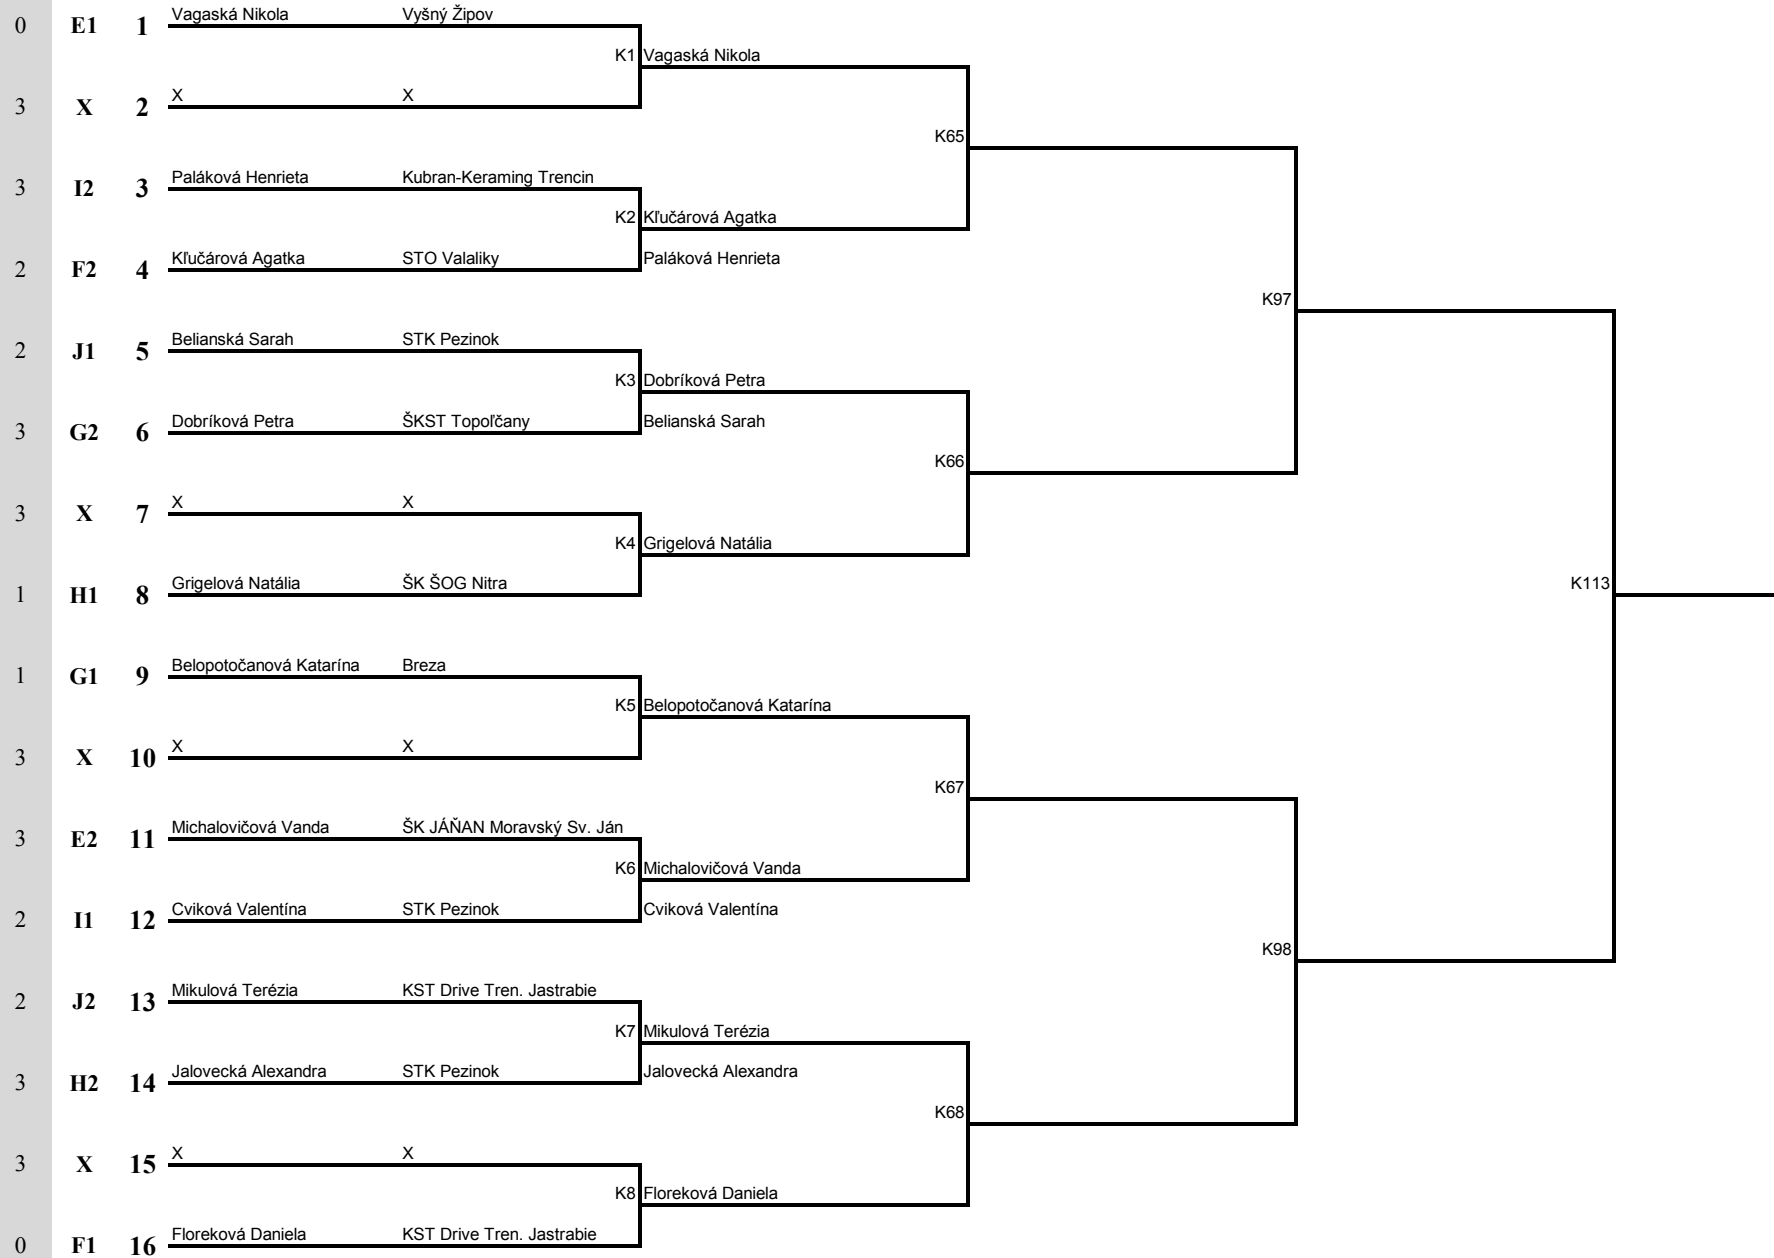 0 E1 1 Vagaská Nikola Vyšný Žipov
K1 Vagaská Nikola
3 X 2 X X
K65
3 I2 3 Paláková Henrieta Kubran-Keraming Trencin
K2 Kľučárová Agatka
2 F2 4 Kľučárová Agatka STO Valaliky Paláková Henrieta
K97
2 J1 5 Belianská Sarah STK Pezinok
K3 Dobríková Petra
3 G2 6 Dobríková Petra ŠKST Topoľčany Belianská Sarah
K66
3 X 7 X X
K4 Grigelová Natália
1 H1 8 Grigelová Natália ŠK ŠOG Nitra K113
1 G1 9 Belopotočanová Katarína Breza
K5 Belopotočanová Katarína
3 X 10 X X
K67
3 E2 11 Michalovičová Vanda ŠK JÁŇAN Moravský Sv. Ján
K6 Michalovičová Vanda
2 I1 12 Cviková Valentína STK Pezinok Cviková Valentína
K98
2 J2 13 Mikulová Terézia KST Drive Tren. Jastrabie
K7 Mikulová Terézia
3 H2 14 Jalovecká Alexandra STK Pezinok Jalovecká Alexandra
K68
3 X 15 X X
K8 Floreková Daniela
0 F1 16 Floreková Daniela KST Drive Tren. Jastrabie